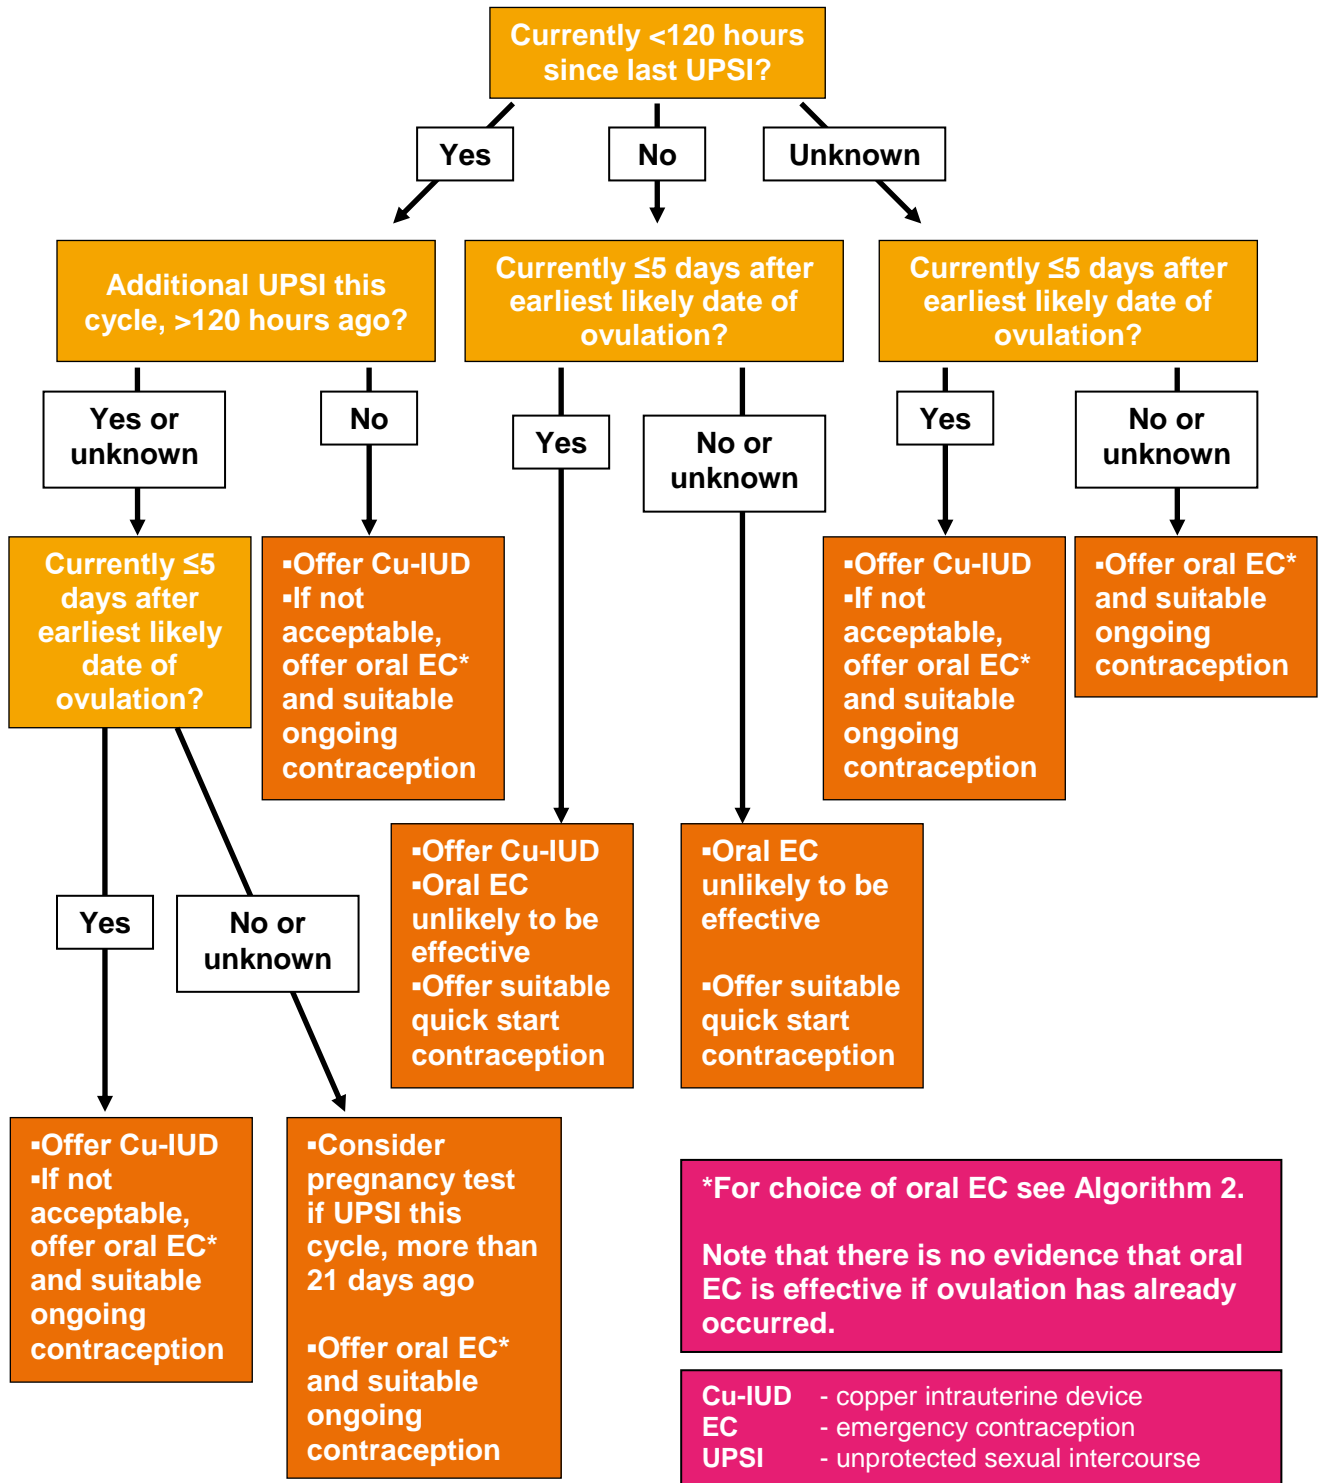 Currently <120 hours
since last UPSI?
Yes
No
Unknown
Additional UPSI this
cycle, >120 hours ago?
Currently ≤5 days after
earliest likely date of
ovulation?
Currently ≤5 days after
earliest likely date of
ovulation?
Yes or
unknown
No
Yes
No or
unknown
Yes
No or
unknown
Currently ≤5
days after
earliest likely
date of
ovulation?
▪Offer Cu-IUD
▪If not
acceptable,
offer oral EC*
and suitable
ongoing
contraception
▪Offer Cu-IUD
▪If not
acceptable,
offer oral EC*
and suitable
ongoing
contraception
▪Offer oral EC*
and suitable
ongoing
contraception
▪Offer Cu-IUD
▪Oral EC
unlikely to be
effective
▪Offer suitable
quick start
contraception
▪Oral EC
unlikely to be
effective
▪Offer suitable
quick start
contraception
Yes
No or
unknown
▪Offer Cu-IUD
▪If not
acceptable,
offer oral EC*
and suitable
ongoing
contraception
▪Consider
pregnancy test
if UPSI this
cycle, more than
21 days ago
▪Offer oral EC*
and suitable
ongoing
contraception
*For choice of oral EC see Algorithm 2.
Note that there is no evidence that oral
EC is effective if ovulation has already
occurred.
Cu-IUD - copper intrauterine device
EC - emergency contraception
UPSI - unprotected sexual intercourse